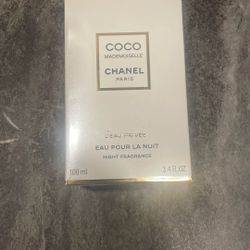 COCO
MADEMOISELLE
CHANEL
PARIS
L'EAU PRIVÉE
EAU POUR LA NUIT
NIGHT FRAGRANCE
100 ml 3.4 FL.OZ